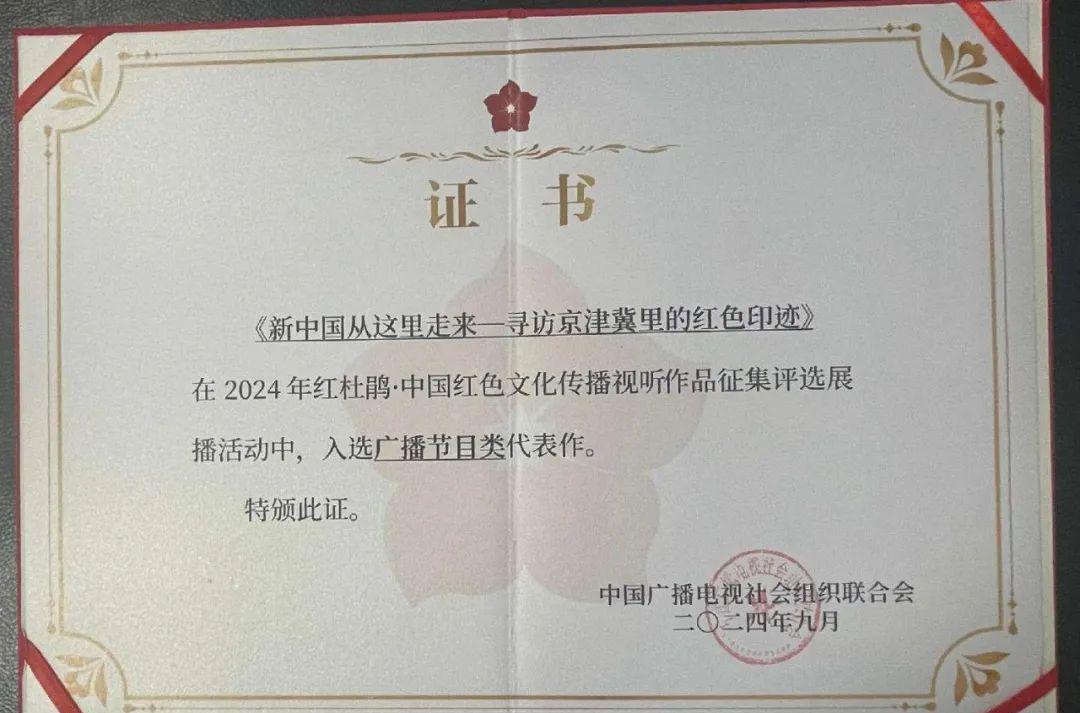 证 书
《新中国从这里走来—寻访京津冀里的红色印迹》
在 2024 年红杜鹃·中国红色文化传播视听作品征集评选展
播活动中，入选广播节目类代表作。
特颁此证。
中国广播电视社会组织联合会
二〇二四年九月